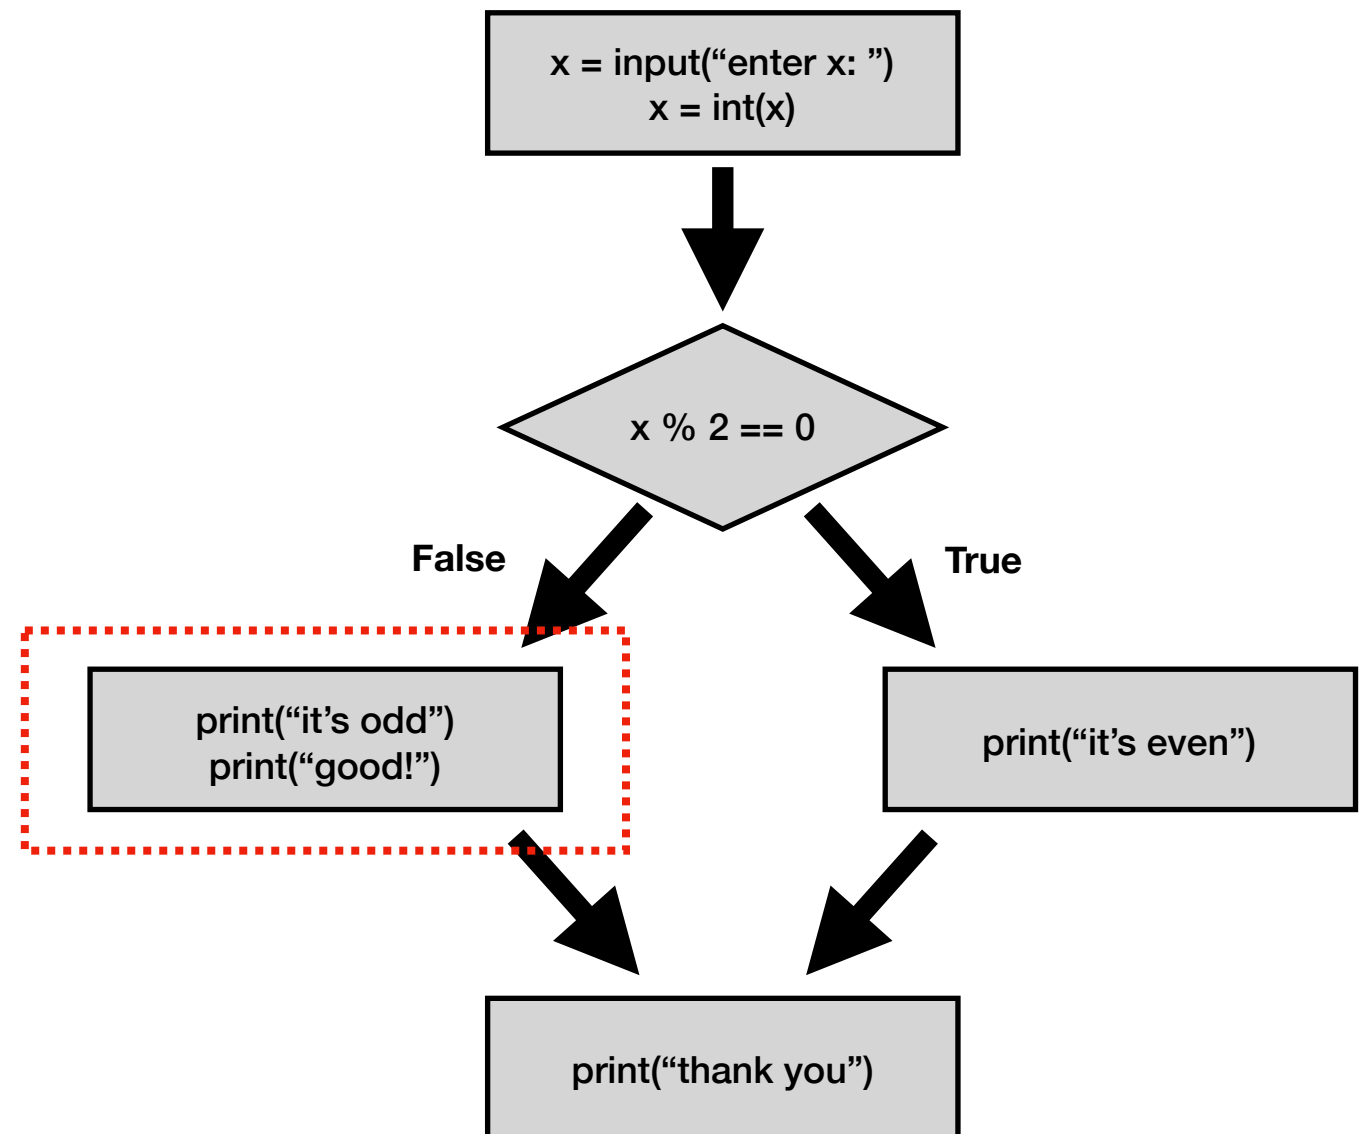 x = input(“enter x: ”)
x = int(x)
x % 2 == 0
False
True
print(“it’s odd”)
print(“good!”)
print(“it’s even”)
print(“thank you”)